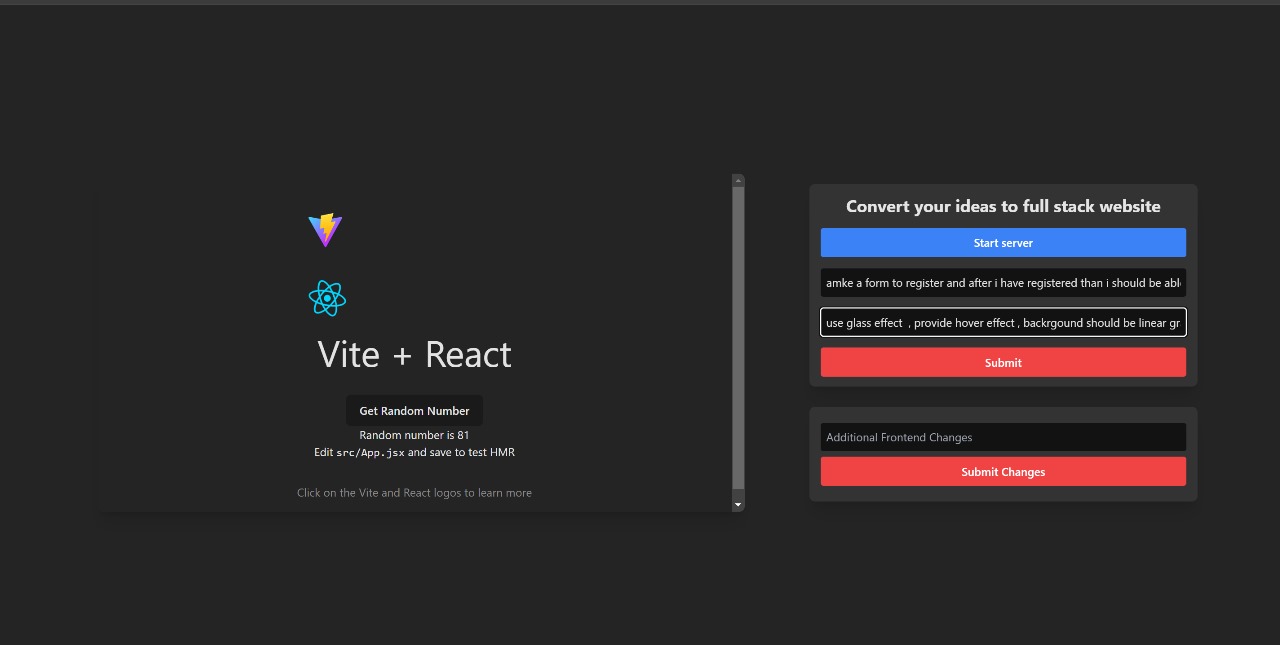 Vite + React
Get Random Number
Random number is 81
Edit src/App.jsx and save to test HMR
Click on the Vite and React logos to learn more
Convert your ideas to full stack website
Start server
amke a form to register and after i have registered than i should be able
use glass effect , provide hover effect , backrgound should be linear gr
Submit
Additional Frontend Changes
Submit Changes